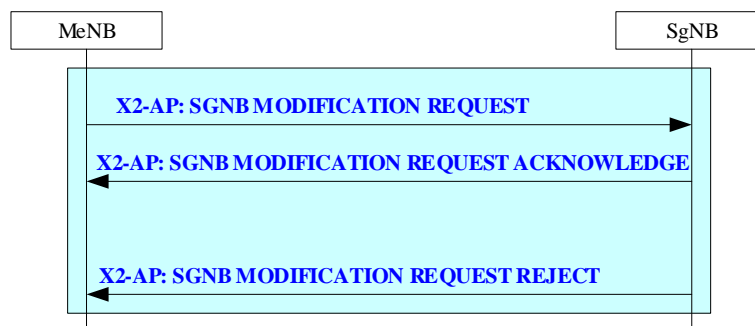 MeNB
SgNB
X2-AP: SGNB MODIFICATION REQUEST
X2-AP: SGNB MODIFICATION REQUEST ACKNOWLEDGE
X2-AP: SGNB MODIFICATION REQUEST REJECT